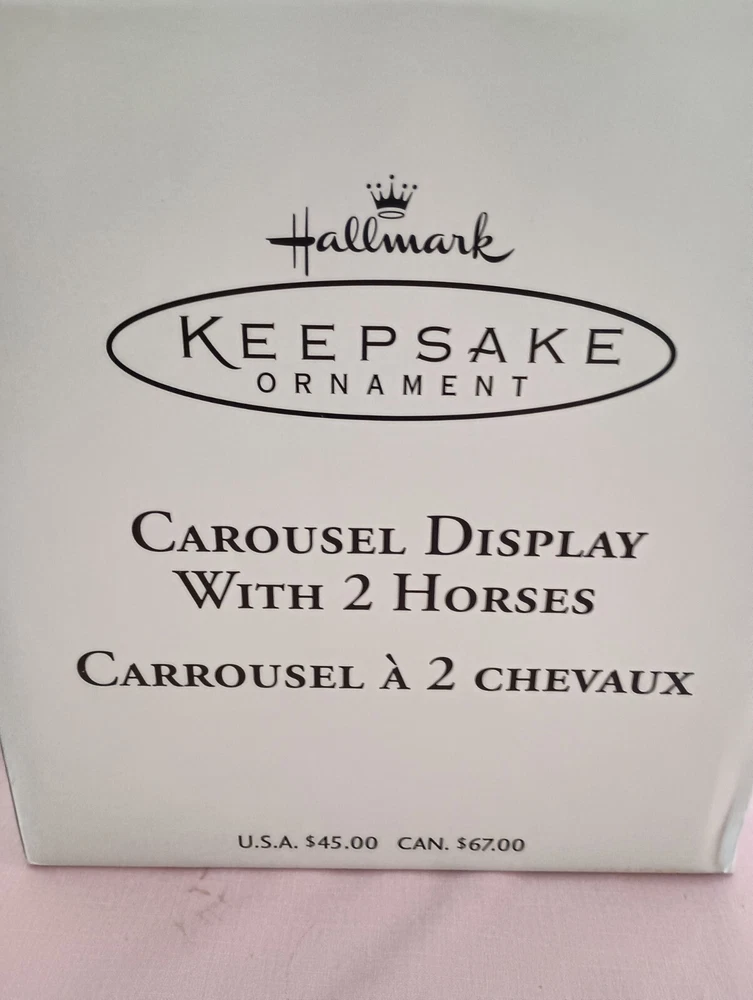 Hallmark
KEEPSAKE
ORNAMENT
CAROUSEL DISPLAY
WITH 2 HORSES
CARROUSEL À 2 CHEVAUX
U.S.A. $45.00 CAN. $67.00